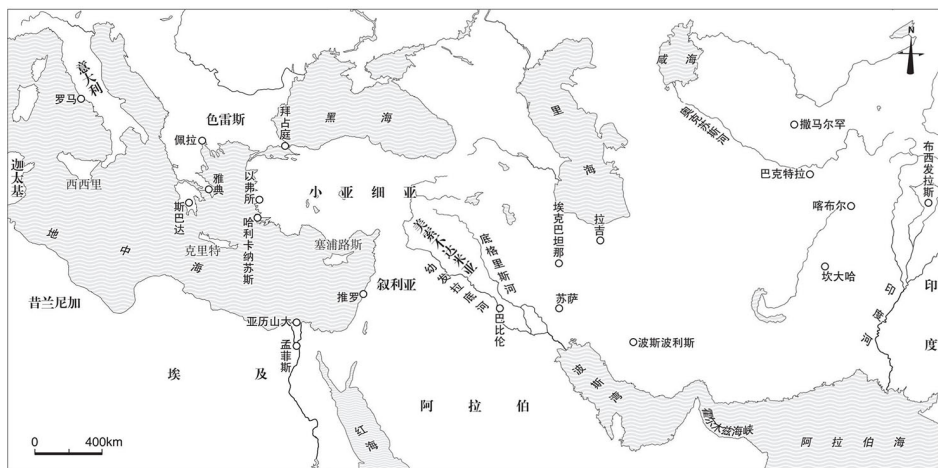 N
意大利
罗马
色雷斯
拜占庭
黑海
里海
咸海
奥克苏斯河
撒马尔罕
布西发拉斯
佩拉
巴克特拉
迦太基
西西里
雅典
以弗所
小亚细亚
斯巴达
哈利卡纳苏斯
埃克巴坦那
拉吉
喀布尔
地中海
克里特
塞浦路斯
美索不达米亚
底格里斯河
幼发拉底河
坎大哈
昔兰尼加
叙利亚
推罗
苏萨
印度河
印度
亚历山大
巴比伦
孟菲斯
波斯波利斯
埃及
阿拉伯
波斯湾
霍尔木兹海峡
红海
阿拉伯海
0 400km